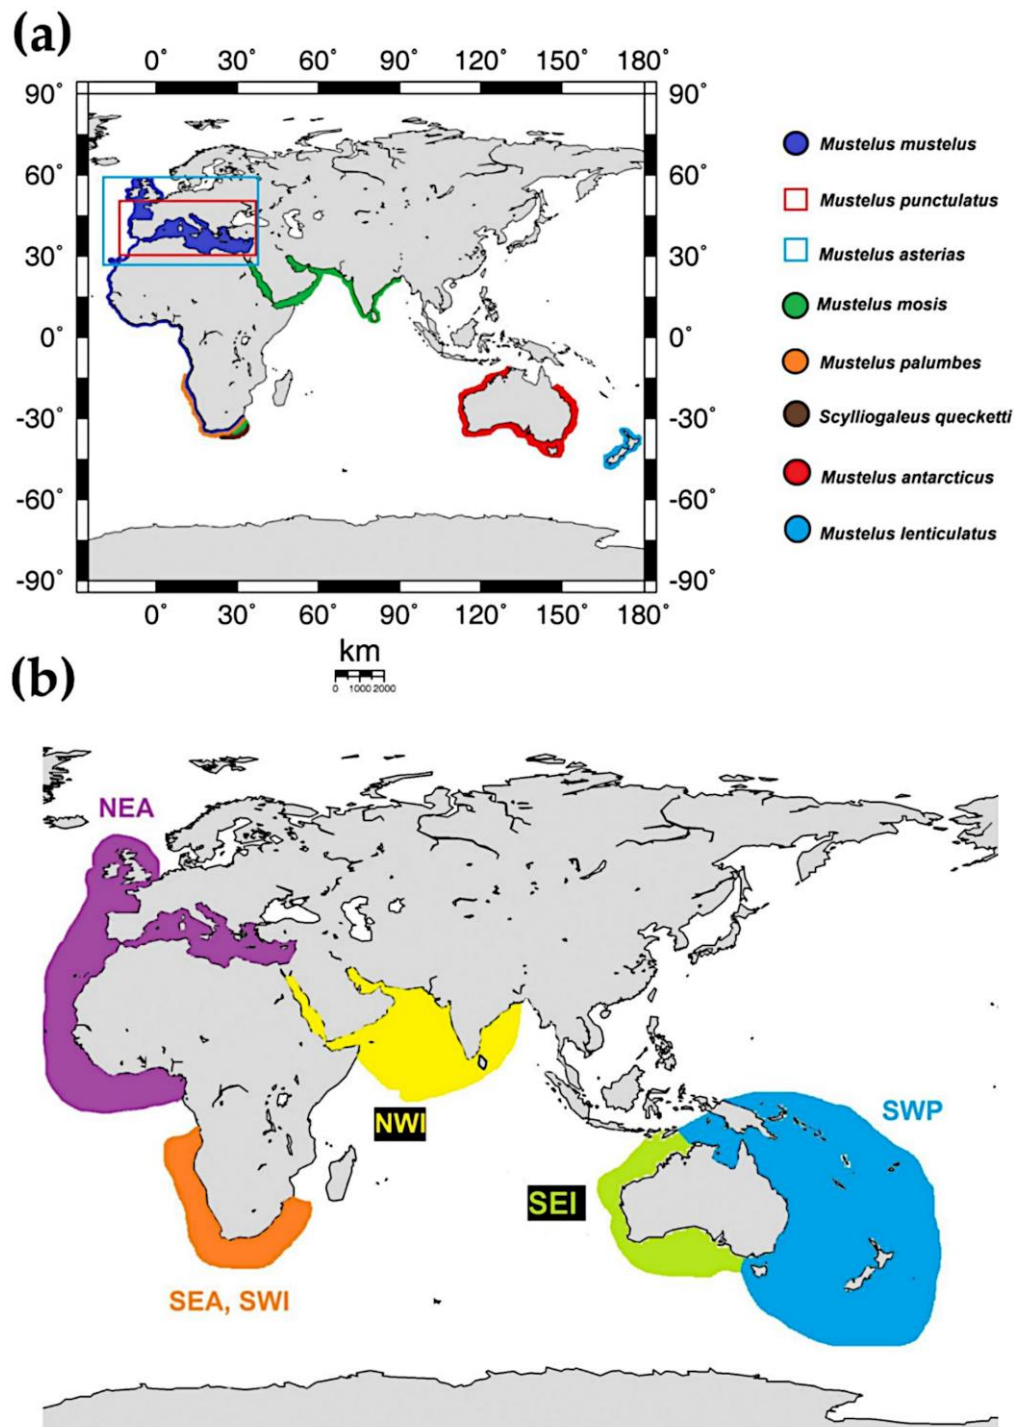 (a)
0° 30° 60° 90° 120° 150° 180°
90° 90°
60° 60°
30° 30°
0° 0°
-30° -30°
-60° -60°
-90° -90°
0° 30° 60° 90° 120° 150° 180°
km
0 1000 2000
Mustelus mustelus
Mustelus punctulatus
Mustelus asterias
Mustelus mosis
Mustelus palumbes
Scylliogaleus quecketti
Mustelus antarcticus
Mustelus lenticulatus
(b)
NEA
NWI
SWP
SEI
SEA, SWI